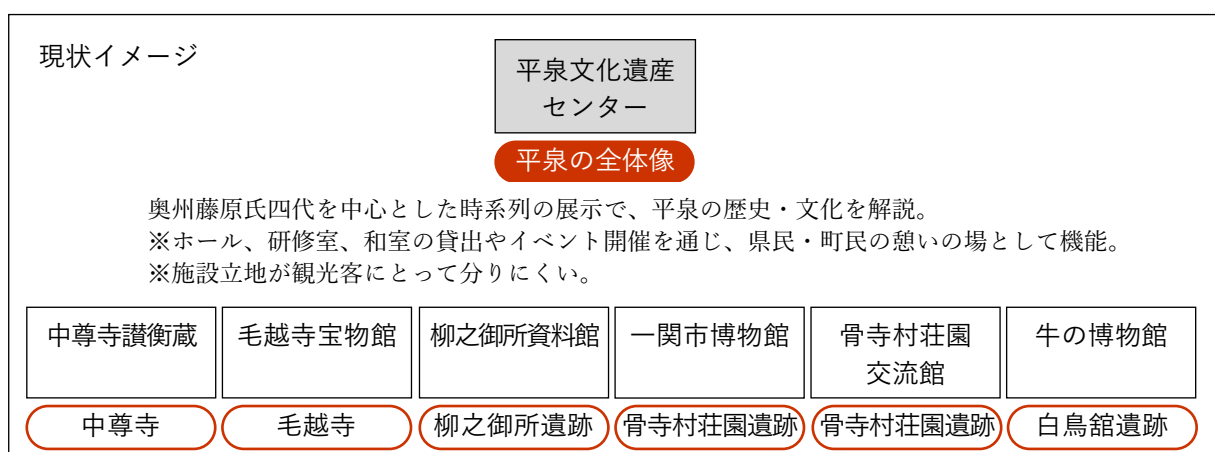 現状イメージ
平泉文化遺産
センター
平泉の全体像
奥州藤原氏四代を中心とした時系列の展示で、平泉の歴史・文化を解説。
※ホール、研修室、和室の貸出やイベント開催を通じ、県民・町民の憩いの場として機能。
※施設立地が観光客にとって分りにくい。
中尊寺讃衡蔵
毛越寺宝物館
柳之御所資料館
一関市博物館
骨寺村荘園
交流館
牛の博物館
中尊寺
毛越寺
柳之御所遺跡
骨寺村荘園遺跡
骨寺村荘園遺跡
白鳥舘遺跡